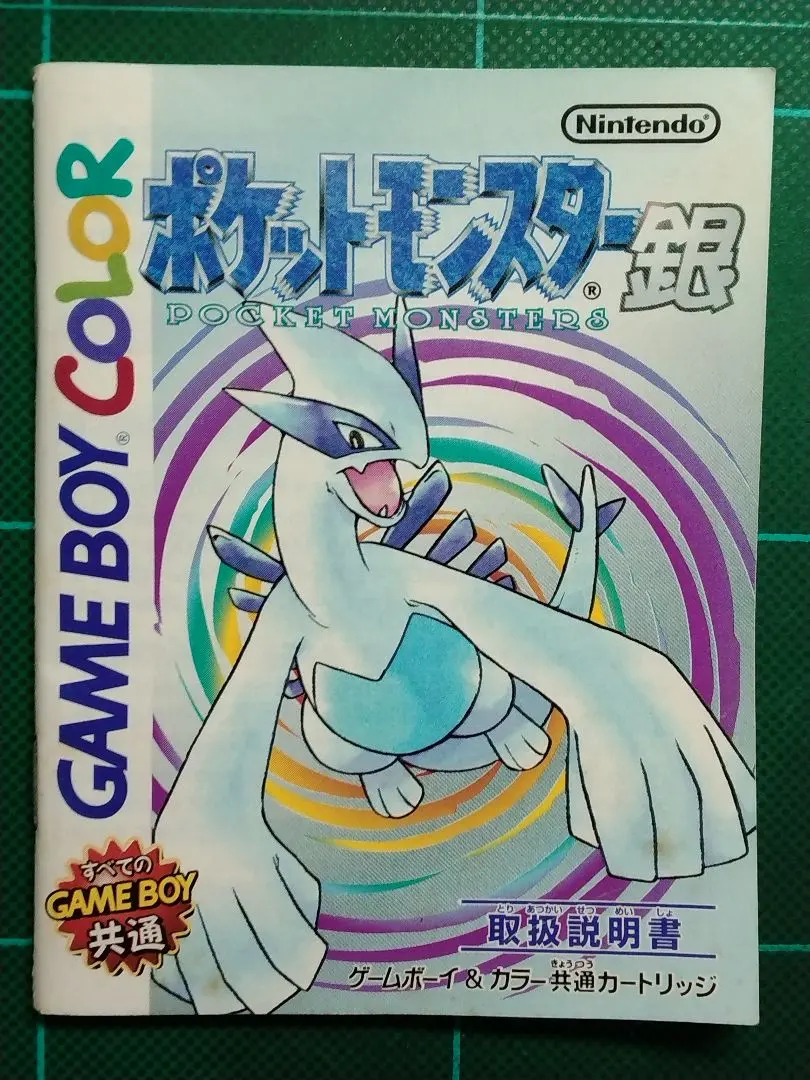 Nintendo®
ポケットモンスター®
銀
POCKET MONSTERS
GAME BOY® COLOR
すべての
GAME BOY
共通
とり あつかい せつ めい しょ
取扱説明書
きょうつう
ゲームボーイ & カラー共通カートリッジ